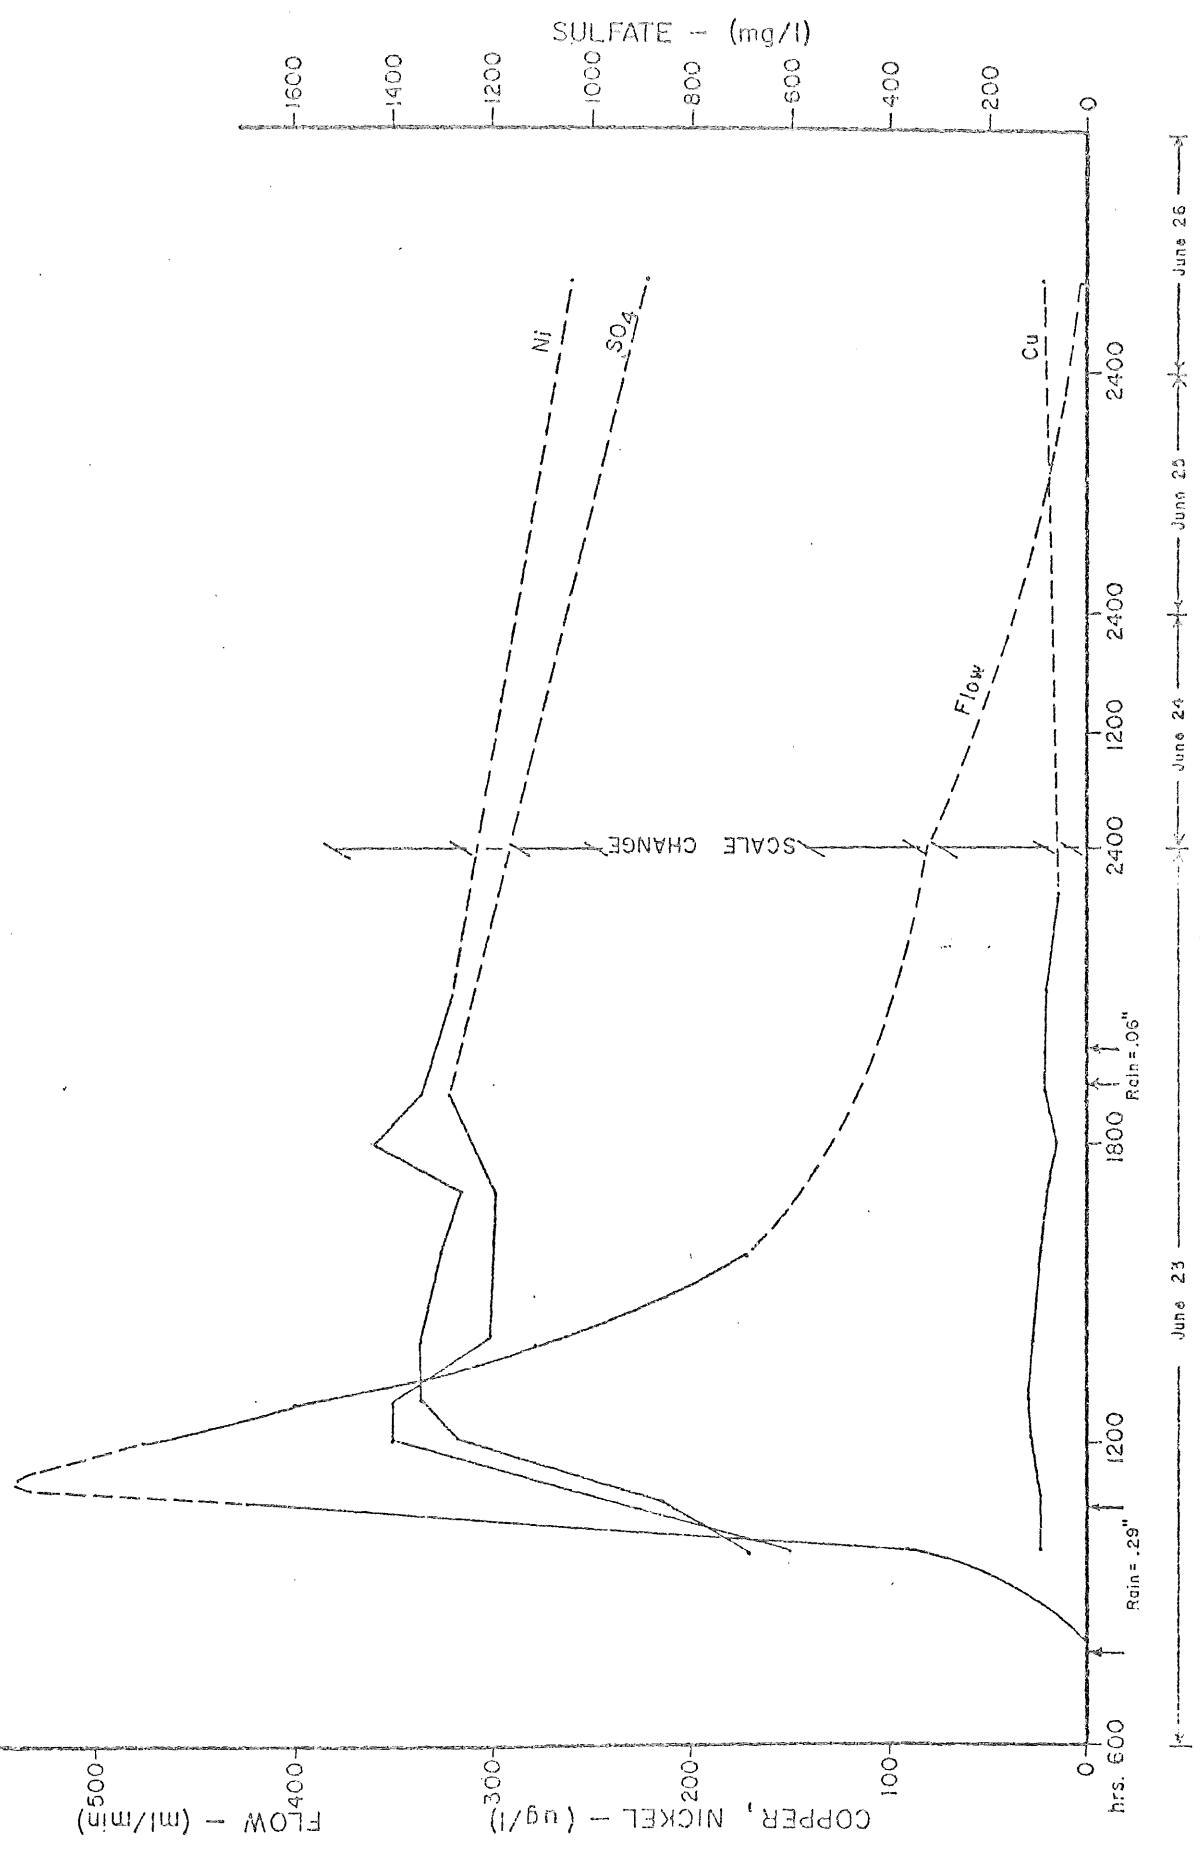 FLOW – (ml/min)
COPPER, NICKEL – (ug/l)
500
400
300
200
100
0
SULFATE – (mg/l)
1600
1400
1200
1000
800
600
400
200
0
Ni
SO4
Cu
Flow
SCALE CHANGE
hrs. 600
1200
1800
2400
1200
2400
2400
Rain = .29"
Rain = .06"
June 23
June 24
June 25
June 26